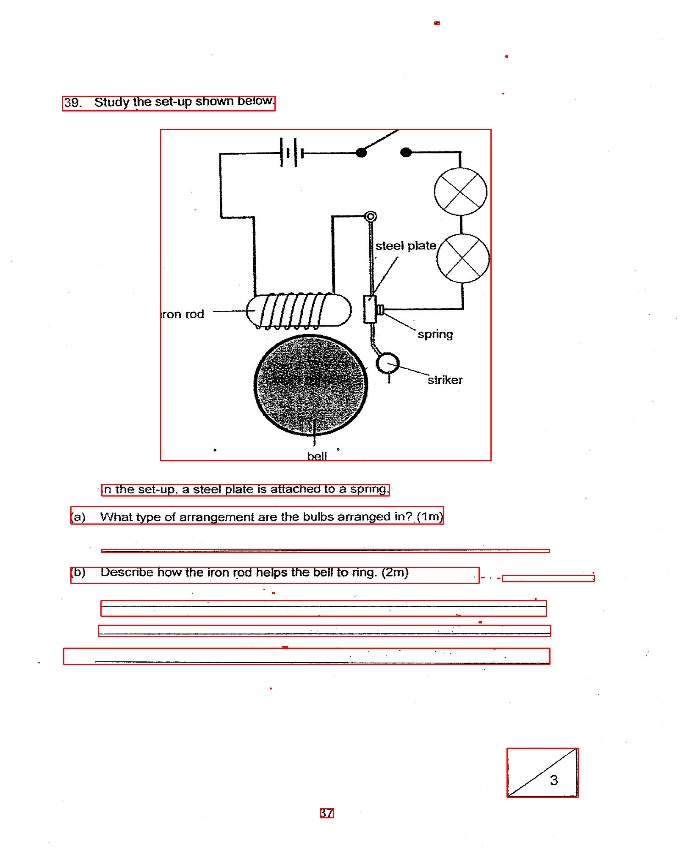 39. Study the set-up shown below.
steel plate
ron rod
spring
striker
bell
n the set-up, a steel plate is attached to a spring.
(a) What type of arrangement are the bulbs arranged in? (1m)
(b) Describe how the iron rod helps the bell to ring. (2m)
3
37